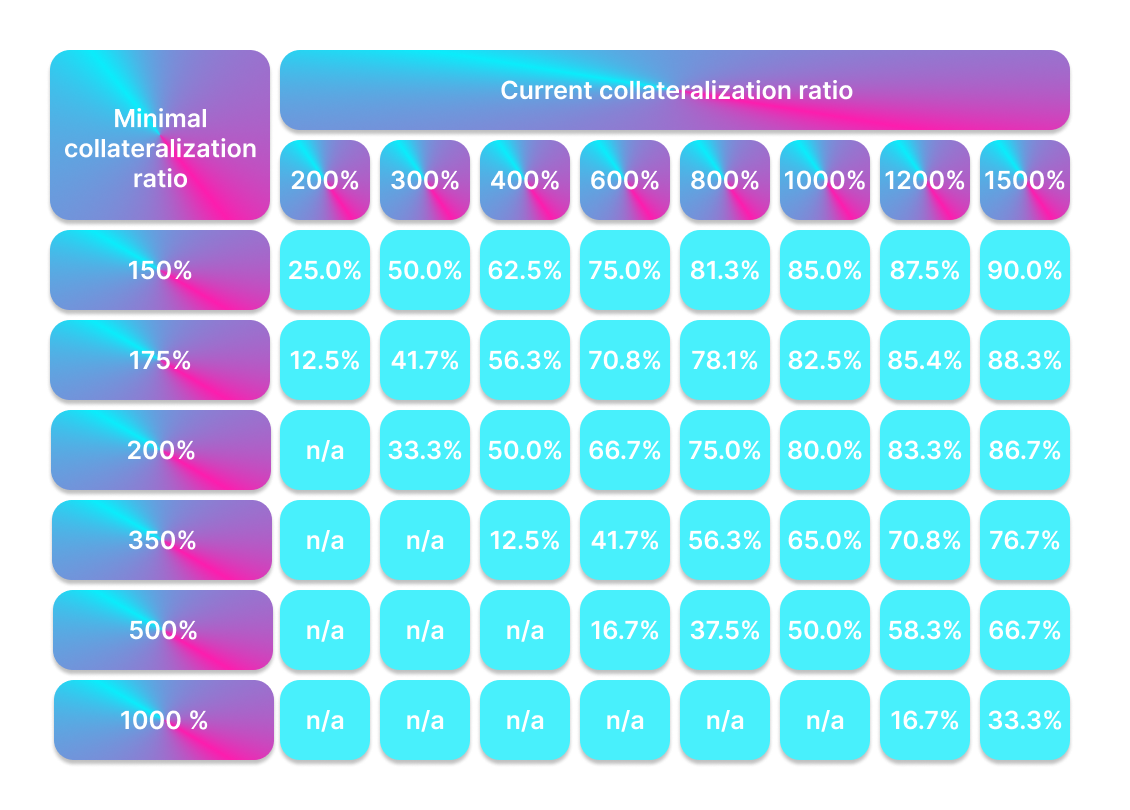 Minimal
collateralization
ratio
Current collateralization ratio
200% 300% 400% 600% 800% 1000% 1200% 1500%
150% 25.0% 50.0% 62.5% 75.0% 81.3% 85.0% 87.5% 90.0%
175% 12.5% 41.7% 56.3% 70.8% 78.1% 82.5% 85.4% 88.3%
200% n/a 33.3% 50.0% 66.7% 75.0% 80.0% 83.3% 86.7%
350% n/a n/a 12.5% 41.7% 56.3% 65.0% 70.8% 76.7%
500% n/a n/a n/a 16.7% 37.5% 50.0% 58.3% 66.7%
1000 % n/a n/a n/a n/a n/a n/a 16.7% 33.3%